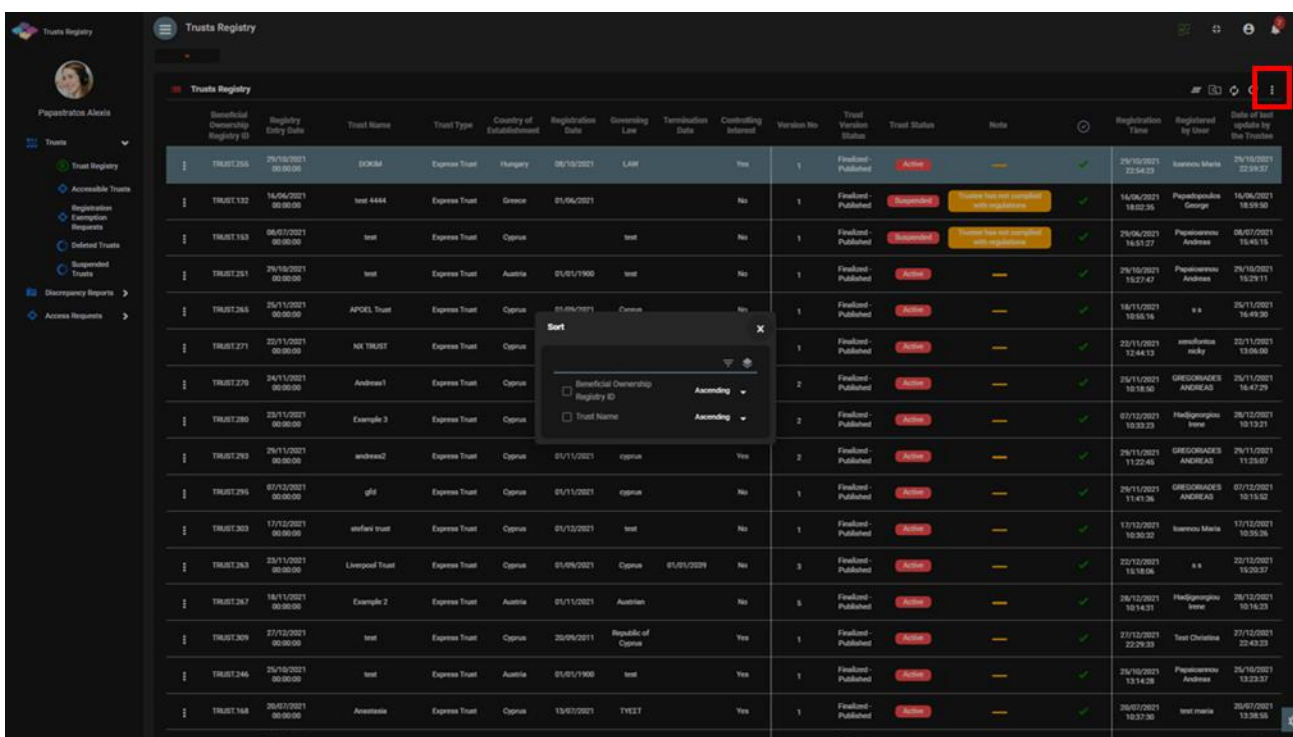 Trusts Registry
Trusts Registry
7
Papastratos Alexis
Trusts
Trust Registry
Accessible Trusts
Registration
Exemption
Requests
Deleted Trusts
Suspended
Trusts
Discrepancy Reports
Access Requests
Trusts Registry
Beneficial Ownership Registry ID Registry Entry Date Trust Name Trust Type Country of Establishment Registration Date Governing Law Termination Date Controlling Interest Version No Trust Version Status Trust Status Note Registration Time Registered by User Date of last update by the Trustee
TRUST.255 29/10/2021 00:00:00 DOKIM Express Trust Hungary 08/10/2021 LAW Yes 1 Finalized - Published Active 29/10/2021 22:54:23 Ioannou Maria 29/10/2021 22:59:37
TRUST.132 16/06/2021 00:00:00 test 4444 Express Trust Greece 01/06/2021 No 1 Finalized - Published Suspended Trustee has not complied with regulations 16/06/2021 18:02:35 Papadopoulos George 16/06/2021 18:59:50
TRUST.153 08/07/2021 00:00:00 test Express Trust Cyprus test No 1 Finalized - Published Suspended Trustee has not complied with regulations 29/06/2021 16:51:27 Papaioannou Andreas 08/07/2021 15:45:15
TRUST.251 29/10/2021 00:00:00 test Express Trust Austria 01/01/1900 test No 1 Finalized - Published Active 29/10/2021 15:27:47 Papaioannou Andreas 29/10/2021 15:29:11
TRUST.265 25/11/2021 00:00:00 APOEL Trust Express Trust Cyprus 01/09/2021 Cyprus No 1 Finalized - Published Active 18/11/2021 10:55:16 25/11/2021 16:49:30
TRUST.271 22/11/2021 00:00:00 NX TRUST Express Trust Cyprus 1 Finalized - Published Active 22/11/2021 12:44:13 xenofontos nicky 22/11/2021 13:06:00
TRUST.270 24/11/2021 00:00:00 Andreas1 Express Trust Cyprus 2 Finalized - Published Active 25/11/2021 10:18:50 GREGORIADES ANDREAS 25/11/2021 16:47:29
TRUST.280 23/11/2021 00:00:00 Example 3 Express Trust Cyprus 2 Finalized - Published Active 07/12/2021 10:33:23 Hadjigeorgiou Irene 28/12/2021 10:13:21
Sort
Beneficial Ownership Registry ID Ascending
Trust Name Ascending
TRUST.293 29/11/2021 00:00:00 andreas2 Express Trust Cyprus 01/11/2021 cyprus Yes 2 Finalized - Published Active 29/11/2021 11:22:45 GREGORIADES ANDREAS 29/11/2021 11:25:07
TRUST.295 07/12/2021 00:00:00 gfd Express Trust Cyprus 01/11/2021 cyprus No 1 Finalized - Published Active 29/11/2021 11:41:36 GREGORIADES ANDREAS 07/12/2021 10:15:52
TRUST.303 17/12/2021 00:00:00 stefani trust Express Trust Cyprus 01/12/2021 test No 1 Finalized - Published Active 17/12/2021 10:30:32 Ioannou Maria 17/12/2021 10:35:26
TRUST.263 23/11/2021 00:00:00 Liverpool Trust Express Trust Cyprus 01/09/2021 Cyprus 01/01/2029 No 3 Finalized - Published Active 22/12/2021 15:18:06 22/12/2021 15:20:37
TRUST.267 18/11/2021 00:00:00 Example 2 Express Trust Austria 01/11/2021 Austrian No 5 Finalized - Published Active 28/12/2021 10:14:31 Hadjigeorgiou Irene 28/12/2021 10:16:23
TRUST.309 27/12/2021 00:00:00 test Express Trust Cyprus 20/09/2011 Republic of Cyprus Yes 1 Finalized - Published Active 27/12/2021 22:29:33 Test Christina 27/12/2021 22:43:23
TRUST.246 25/10/2021 00:00:00 test Express Trust Austria 01/01/1900 test Yes 1 Finalized - Published Active 25/10/2021 13:14:28 Papaioannou Andreas 25/10/2021 13:23:37
TRUST.168 20/07/2021 00:00:00 Anastasia Express Trust Cyprus 13/07/2021 Yes 1 Finalized - Published Active 20/07/2021 10:37:30 test maria 20/07/2021 13:38:55